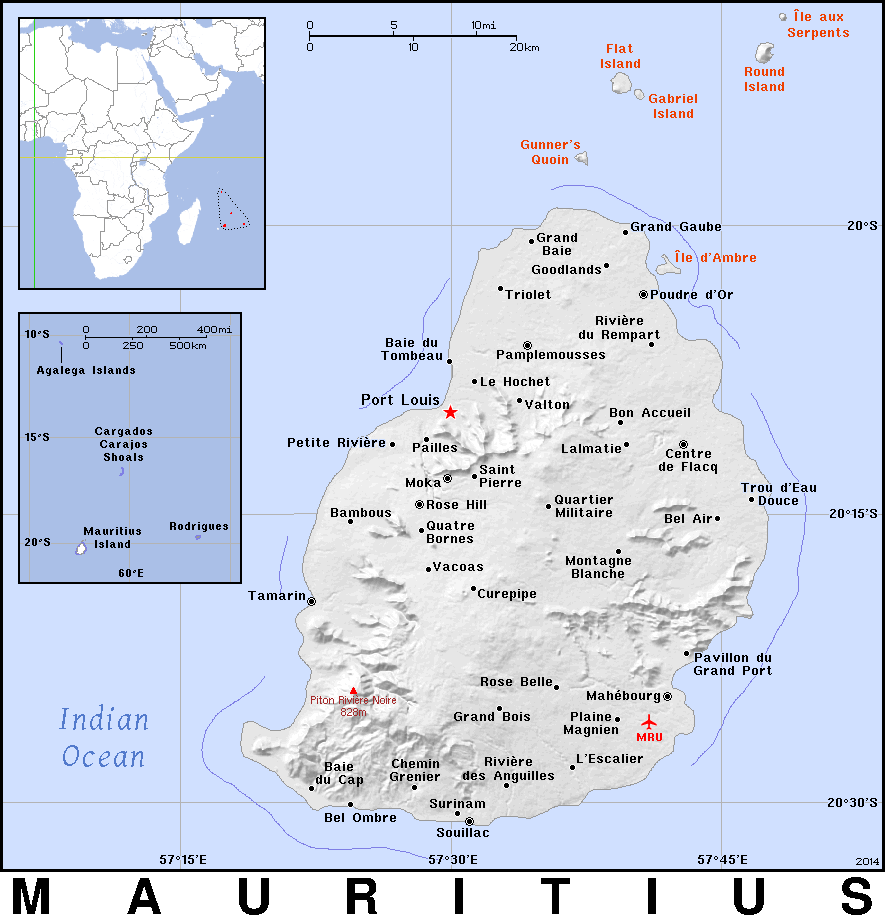 0 5 10mi
0 10 20km
Île aux
Serpents
Flat
Island
Round
Island
Gabriel
Island
Gunner's
Quoin
20°S
Grand Gaube
Grand
Baie
Île d'Ambre
Goodlands
Triolet
Poudre d'Or
Rivière
du Rempart
Baie du
Tombeau
Pamplemousses
Le Hochet
Port Louis
Valton
Bon Accueil
Petite Rivière
Pailles
Lalmatie
Centre
de Flacq
Saint
Pierre
Moka
Trou d'Eau
Douce
Rose Hill
Quartier
Militaire
Bambous
Bel Air
20°15'S
Quatre
Bornes
Montagne
Blanche
Vacoas
Tamarin
Curepipe
Pavillon du
Grand Port
Rose Belle
Mahébourg
Piton Rivière Noire
828m
Grand Bois
Plaine
Magnien
MRU
Indian
Ocean
L'Escalier
Baie
du Cap
Chemin
Grenier
Rivière
des Anguilles
Surinam
20°30'S
Bel Ombre
Souillac
57°15'E
57°30'E
57°45'E
2014
10°S
0 200 400mi
0 250 500km
Agalega Islands
Cargados
Carajos
Shoals
15°S
Mauritius
Island
Rodrigues
20°S
60°E
MAURITIUS